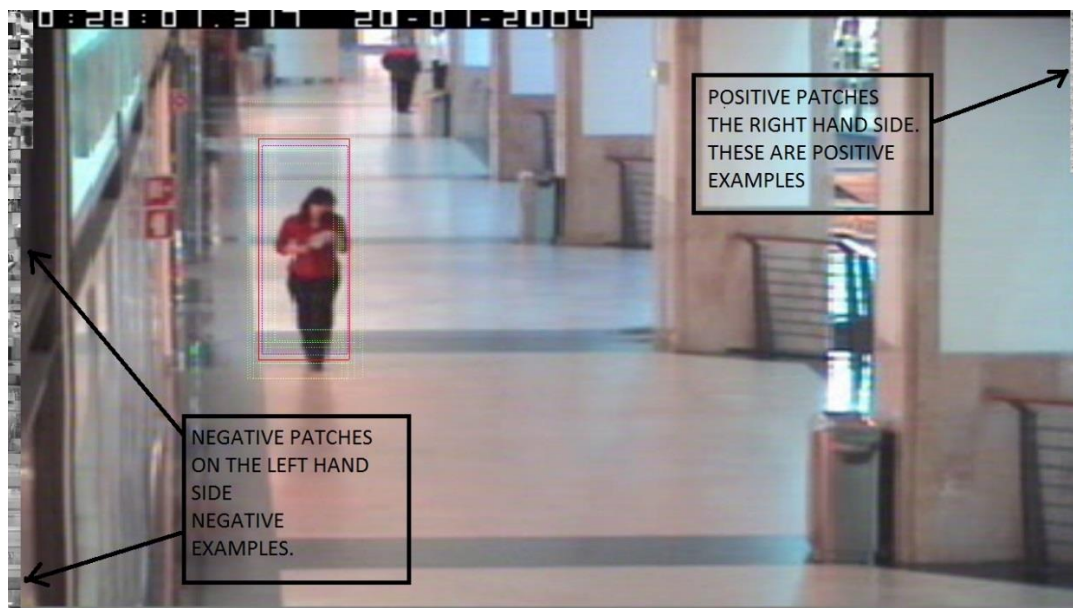 0:28:01.317 20-01-2004
POSITIVE PATCHES
THE RIGHT HAND SIDE.
THESE ARE POSITIVE
EXAMPLES
NEGATIVE PATCHES
ON THE LEFT HAND
SIDE
NEGATIVE
EXAMPLES.